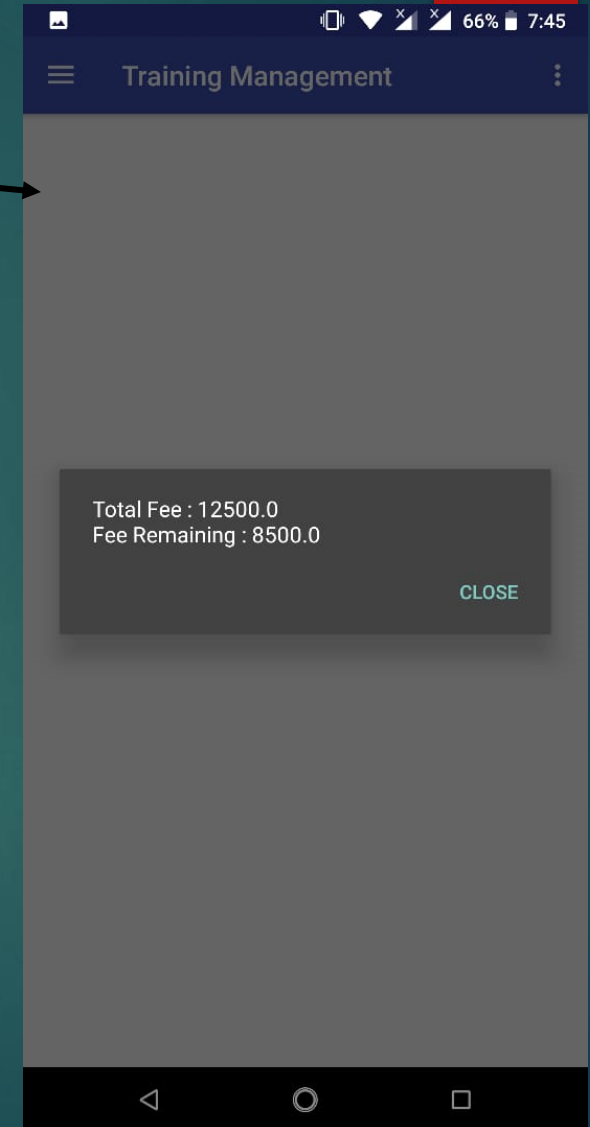 66% 7:45
Training Management
Total Fee : 12500.0
Fee Remaining : 8500.0
CLOSE